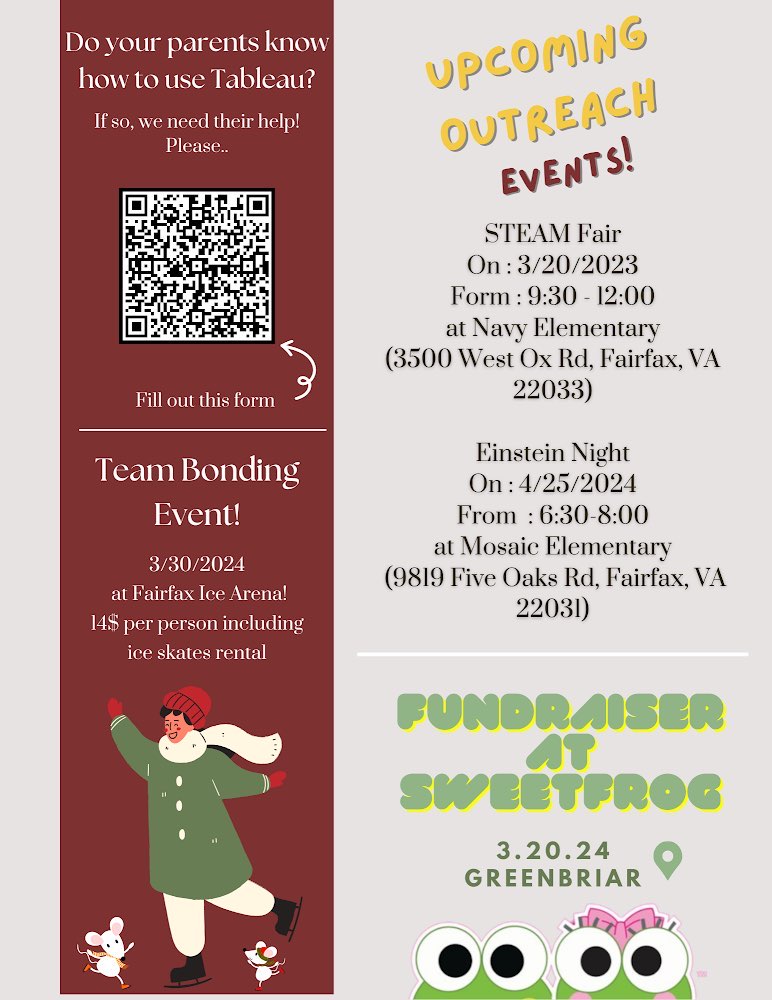 Do your parents know
how to use Tableau?
If so, we need their help!
Please..
Fill out this form
Team Bonding
Event!
3/30/2024
at Fairfax Ice Arena!
14$ per person including
ice skates rental
UPCOMING
OUTREACH
EVENTS!
STEAM Fair
On : 3/20/2023
Form : 9:30 - 12:00
at Navy Elementary
(3500 West Ox Rd, Fairfax, VA
22033)
Einstein Night
On : 4/25/2024
From : 6:30-8:00
at Mosaic Elementary
(9819 Five Oaks Rd, Fairfax, VA
22031)
FUNDRAISER
AT
SWEETFROG
3.20.24
GREENBRIAR
TM